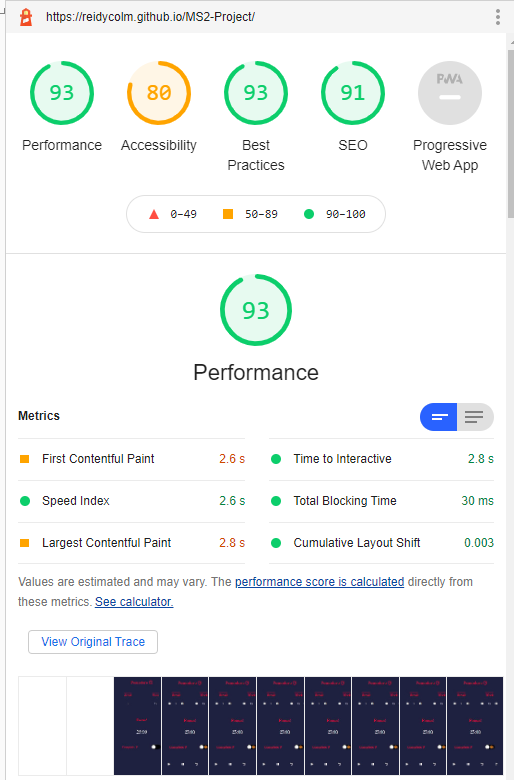 https://reidycolm.github.io/MS2-Project/
93 80 93 91 PWA
Performance Accessibility Best Practices SEO Progressive Web App
0–49 50–89 90–100
93
Performance
Metrics
First Contentful Paint 2.6 s
Time to Interactive 2.8 s
Speed Index 2.6 s
Total Blocking Time 30 ms
Largest Contentful Paint 2.8 s
Cumulative Layout Shift 0.003
Values are estimated and may vary. The performance score is calculated directly from
these metrics. See calculator.
View Original Trace